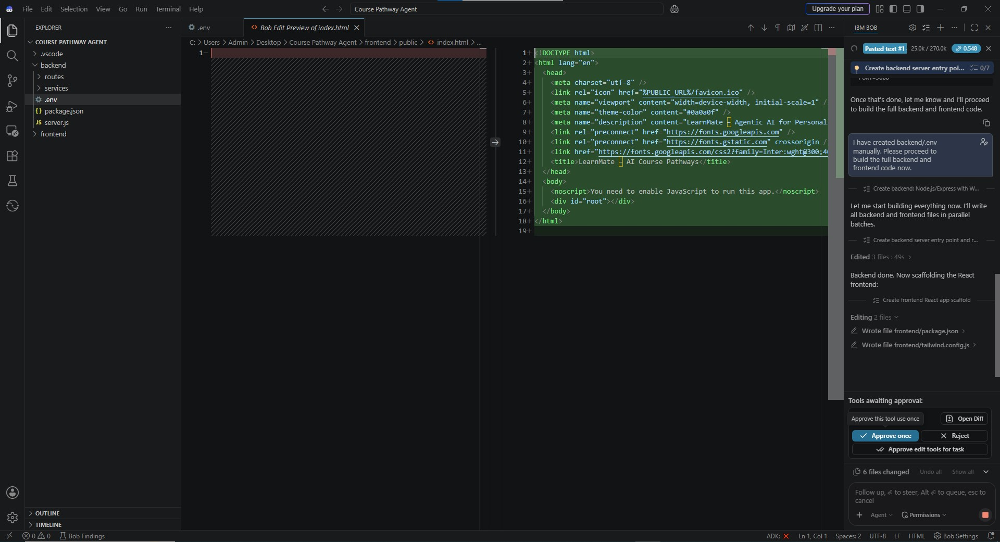 File Edit Selection View Go Run Terminal Help
Course Pathway Agent
Upgrade your plan
EXPLORER
COURSE PATHWAY AGENT
.vscode
backend
routes
services
.env
package.json
server.js
frontend
OUTLINE
TIMELINE
.env
Bob Edit Preview of index.html
C: > Users > Admin > Desktop > Course Pathway Agent > frontend > public > index.html > ...
1
1 <!DOCTYPE html>
2 <html lang="en">
3 <head>
4 <meta charset="utf-8" />
5 <link rel="icon" href="%PUBLIC_URL%/favicon.ico" />
6 <meta name="viewport" content="width=device-width, initial-scale=1" /
7 <meta name="theme-color" content="#0a0a0f" />
8 <meta name="description" content="LearnMate – Agentic AI for Personal
9 <link rel="preconnect" href="https://fonts.googleapis.com" />
10 <link rel="preconnect" href="https://fonts.gstatic.com" crossorigin /
11 <link href="https://fonts.googleapis.com/css2?family=Inter:wght@300;40
12 <title>LearnMate – AI Course Pathways</title>
13 </head>
14 <body>
15 <noscript>You need to enable JavaScript to run this app.</noscript>
16 <div id="root"></div>
17 </body>
18 </html>
19
IBM BOB
Pasted text #1 25.0k / 270.0k 0.548
Create backend server entry poi... 0/7
Once that's done, let me know and I'll proceed
to build the full backend and frontend code.
I have created backend/.env
manually. Please proceed to
build the full backend and
frontend code now.
Create backend: Node.js/Express with W...
Let me start building everything now. I'll write
all backend and frontend files in parallel
batches.
Create backend server entry point and r...
Edited 3 files : 49s
Backend done. Now scaffolding the React
frontend:
Create frontend React app scaffold
Editing 2 files
Wrote file frontend/package.json
Wrote file frontend/tailwind.config.js
Tools awaiting approval:
Approve this tool use once
Open Diff
Approve once
Reject
Approve edit tools for task
6 files changed Undo all Show all
Follow up, ⏎ to steer, Alt ⏎ to queue, esc to
cancel
Agent
Permissions
0 0 Bob Findings
ADK: Ln 1, Col 1 Spaces: 2 UTF-8 LF HTML Bob Settings